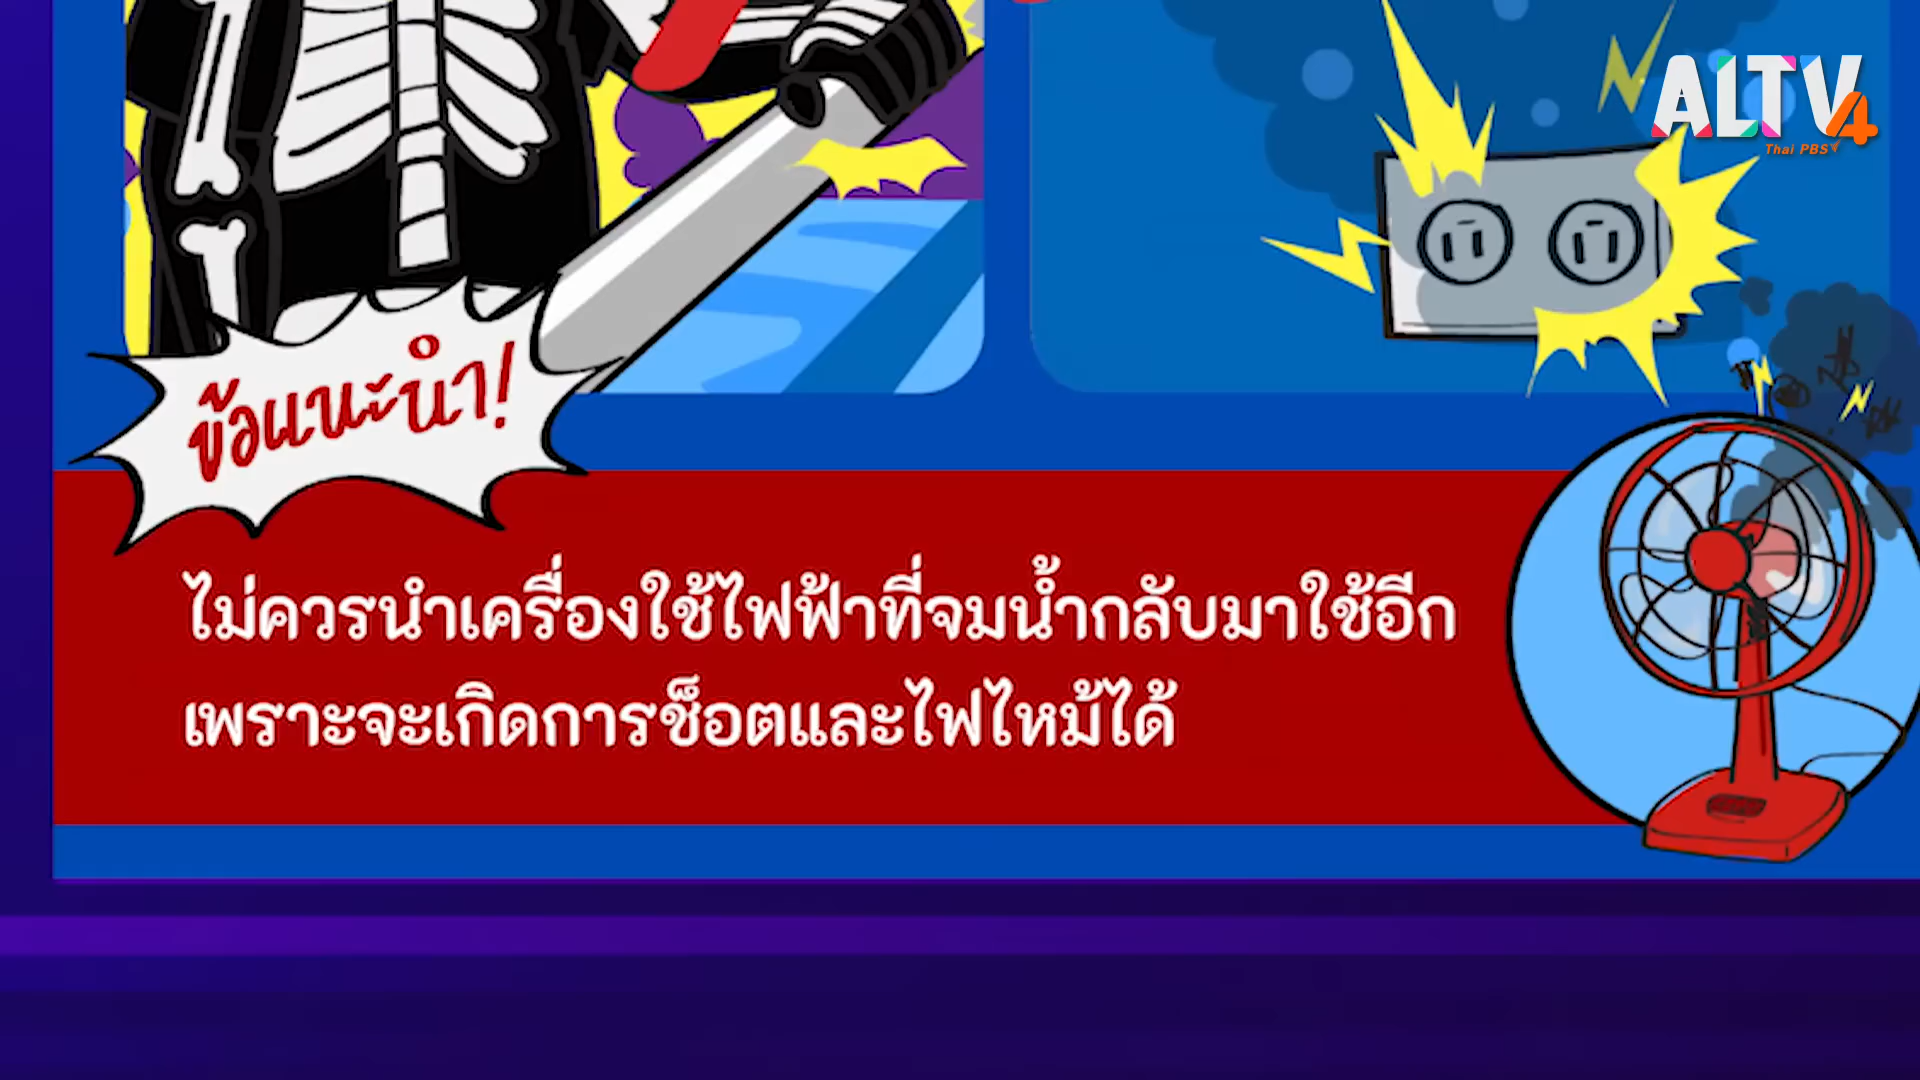 ALTV4
Thai PBS
ข้อแนะนำ!
ไม่ควรนำเครื่องใช้ไฟฟ้าที่จมน้ำกลับมาใช้อีก
เพราะจะเกิดการช็อตและไฟไหม้ได้